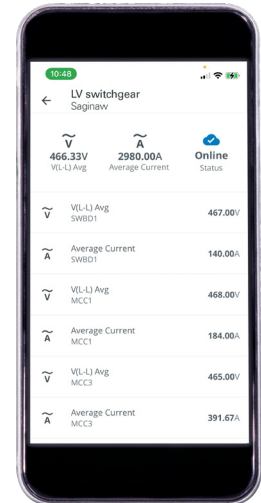 10:48
LV switchgear
Saginaw
V
A
466.33V
2980.00A
Online
V(L-L) Avg
Average Current
Status
V
V(L-L) Avg
SWBD1
467.00V
A
Average Current
SWBD1
140.00A
V
V(L-L) Avg
MCC1
468.00V
A
Average Current
MCC1
184.00A
V
V(L-L) Avg
MCC3
465.00V
A
Average Current
MCC3
391.67A